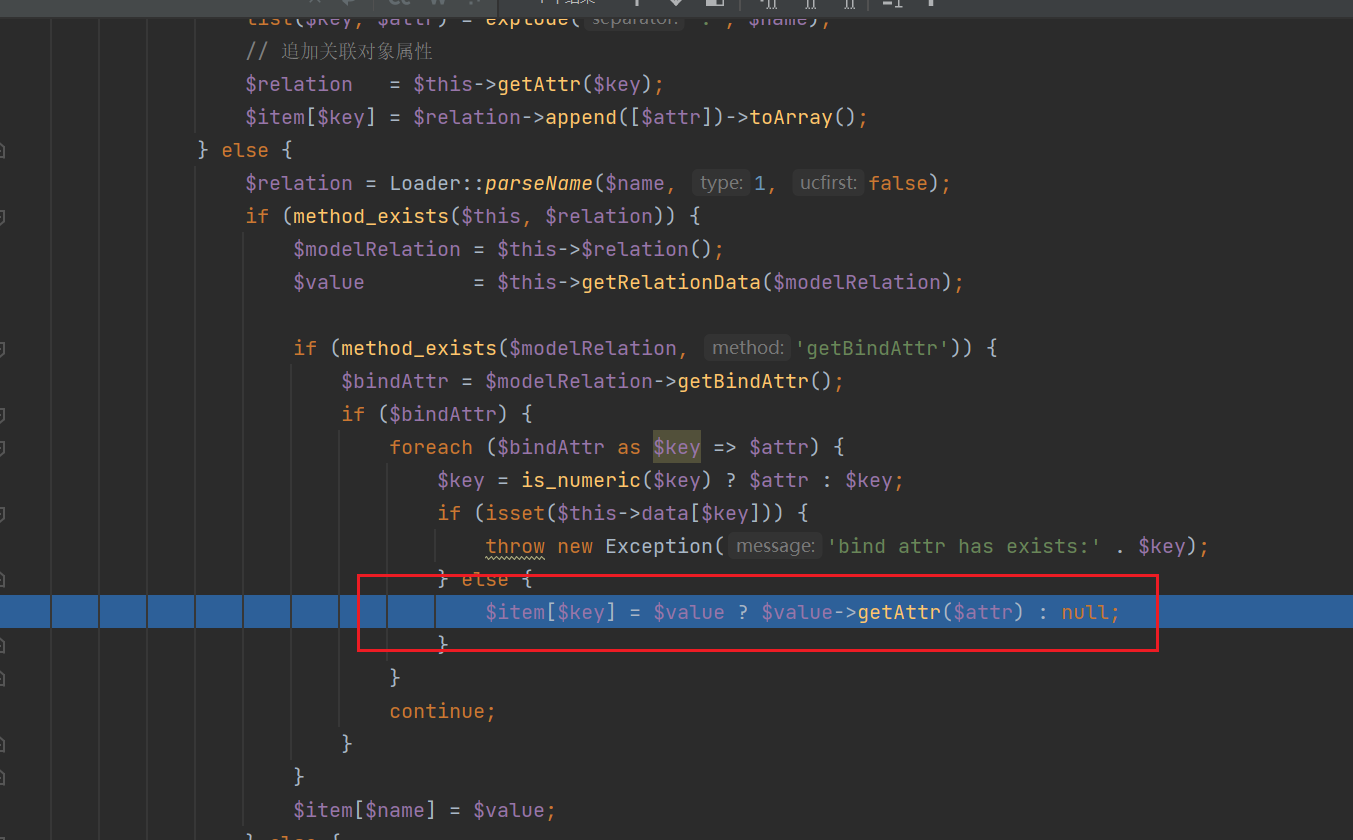 list($key, $attr) = explode( separator: '.', $name);
// 追加关联对象属性
$relation   = $this->getAttr($key);
$item[$key] = $relation->append([$attr])->toArray();
} else {
$relation = Loader::parseName($name, type: 1, ucfirst: false);
if (method_exists($this, $relation)) {
$modelRelation = $this->$relation();
$value         = $this->getRelationData($modelRelation);
if (method_exists($modelRelation, method: 'getBindAttr')) {
$bindAttr = $modelRelation->getBindAttr();
if ($bindAttr) {
foreach ($bindAttr as $key => $attr) {
$key = is_numeric($key) ? $attr : $key;
if (isset($this->data[$key])) {
throw new Exception( message: 'bind attr has exists:' . $key);
} else {
$item[$key] = $value ? $value->getAttr($attr) : null;
}
}
continue;
}
}
$item[$name] = $value;
} else {